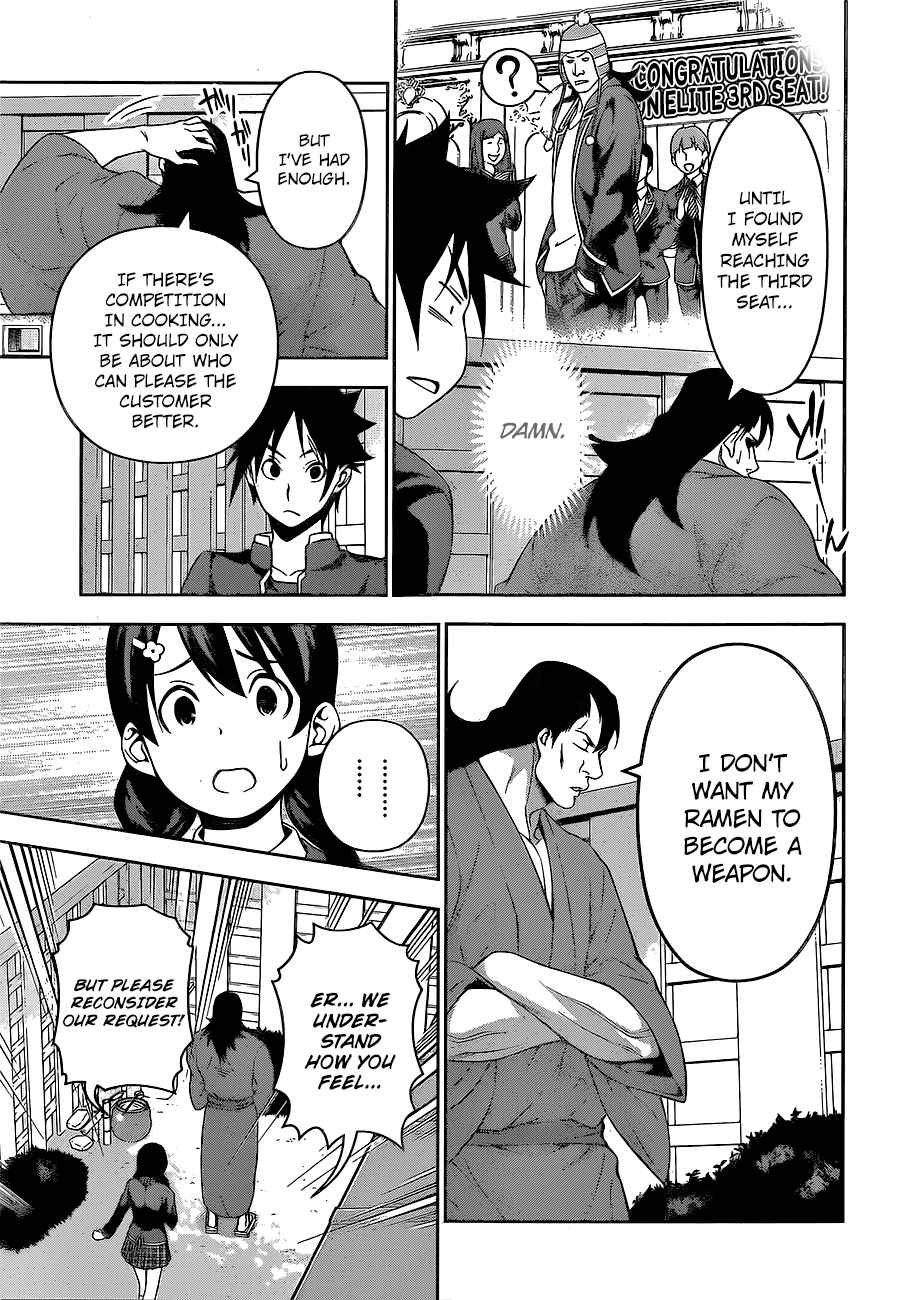 CONGRATULATIONS
ON ELITE 3RD SEAT!
?
UNTIL
I FOUND
MYSELF
REACHING
THE THIRD
SEAT...
DAMN.
BUT
I'VE HAD
ENOUGH.
IF THERE'S
COMPETITION
IN COOKING...
IT SHOULD ONLY
BE ABOUT WHO
CAN PLEASE THE
CUSTOMER
BETTER.
I DON'T
WANT MY
RAMEN TO
BECOME A
WEAPON.
ER... WE
UNDER-
STAND
HOW YOU
FEEL...
BUT PLEASE
RECONSIDER
OUR REQUEST!